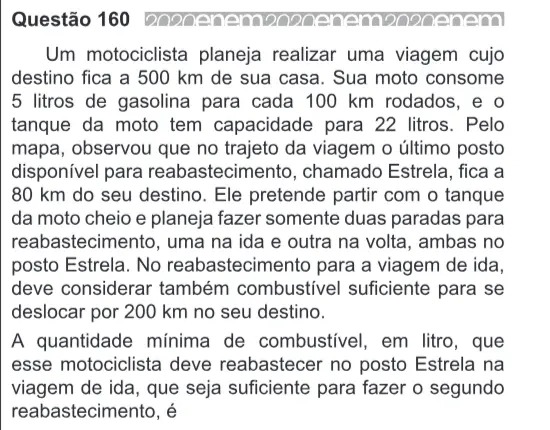 Questão 160 2020enem2020enem2020enem
Um motociclista planeja realizar uma viagem cujo
destino fica a 500 km de sua casa. Sua moto consome
5 litros de gasolina para cada 100 km rodados, e o
tanque da moto tem capacidade para 22 litros. Pelo
mapa, observou que no trajeto da viagem o último posto
disponível para reabastecimento, chamado Estrela, fica a
80 km do seu destino. Ele pretende partir com o tanque
da moto cheio e planeja fazer somente duas paradas para
reabastecimento, uma na ida e outra na volta, ambas no
posto Estrela. No reabastecimento para a viagem de ida,
deve considerar também combustível suficiente para se
deslocar por 200 km no seu destino.
A quantidade mínima de combustível, em litro, que
esse motociclista deve reabastecer no posto Estrela na
viagem de ida, que seja suficiente para fazer o segundo
reabastecimento, é